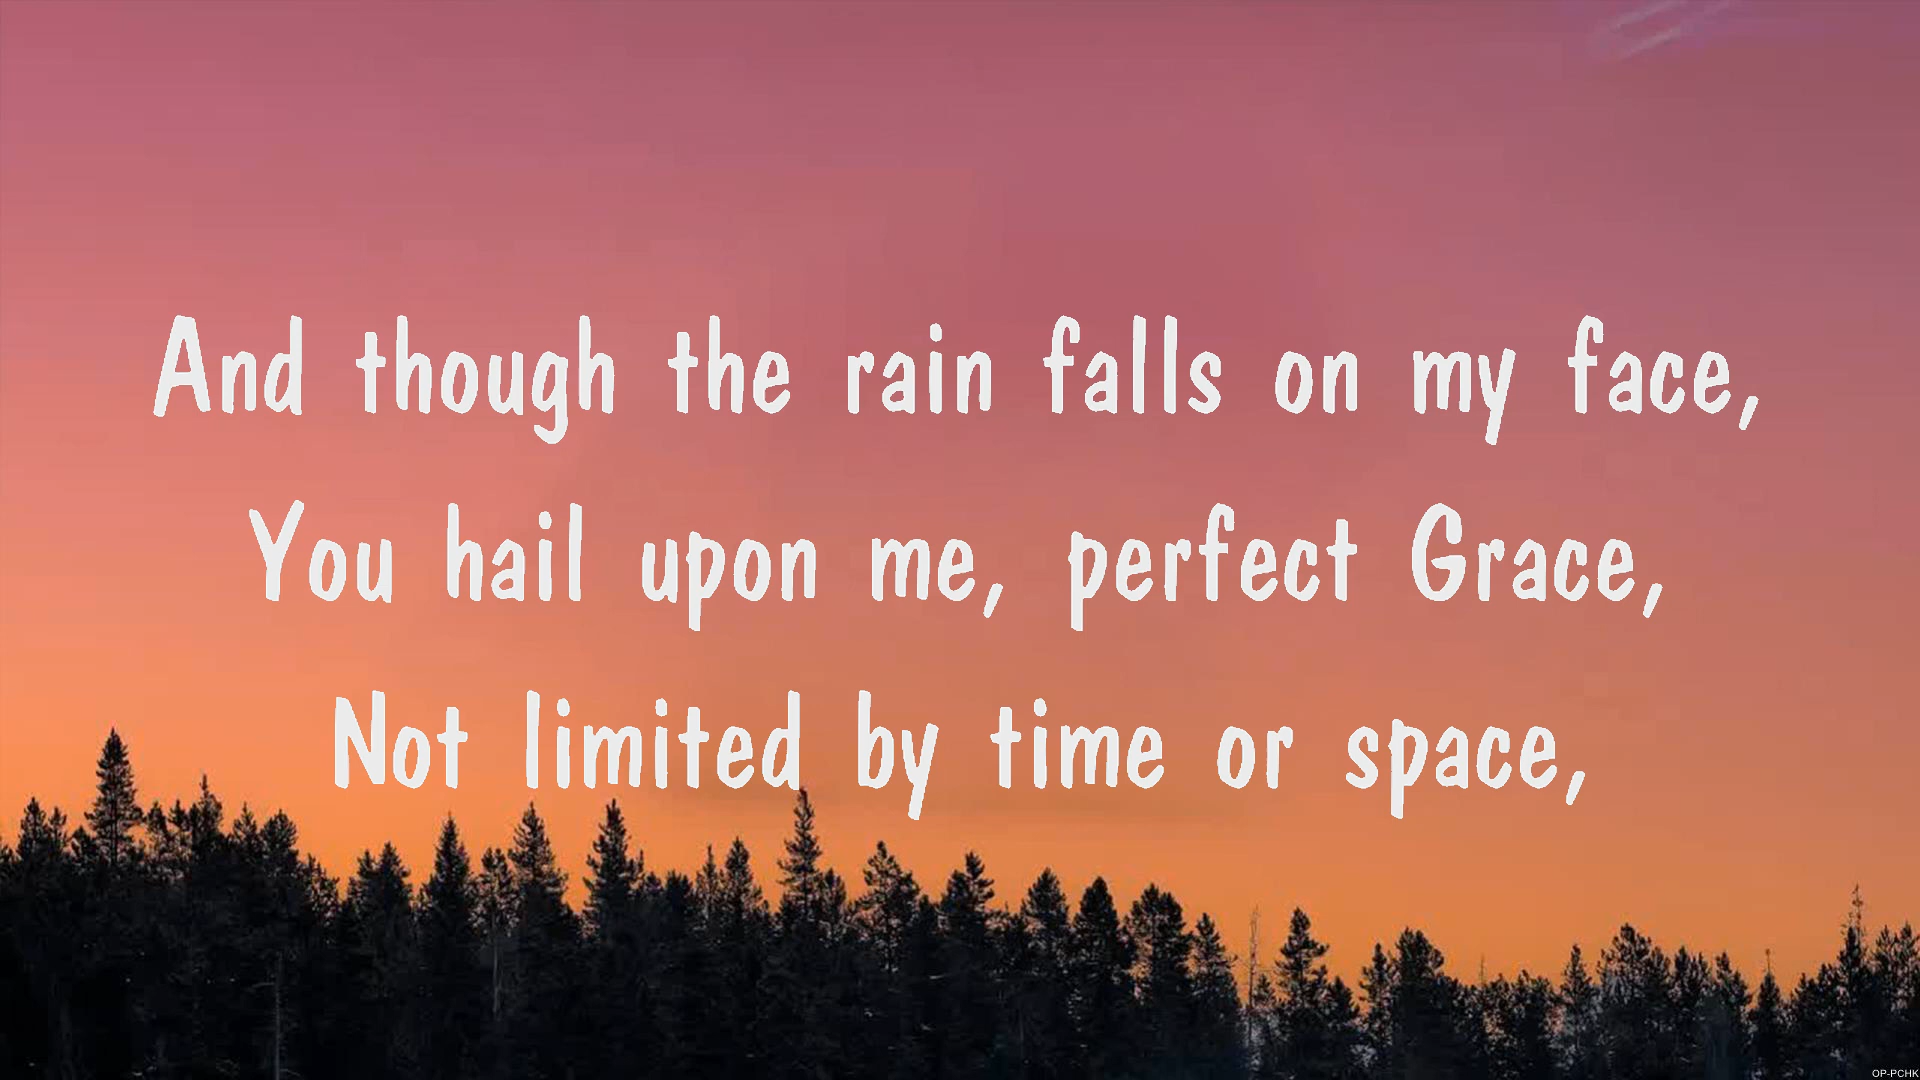 And though the rain falls on my face,
You hail upon me, perfect Grace,
Not limited by time or space,
OP-PCHK